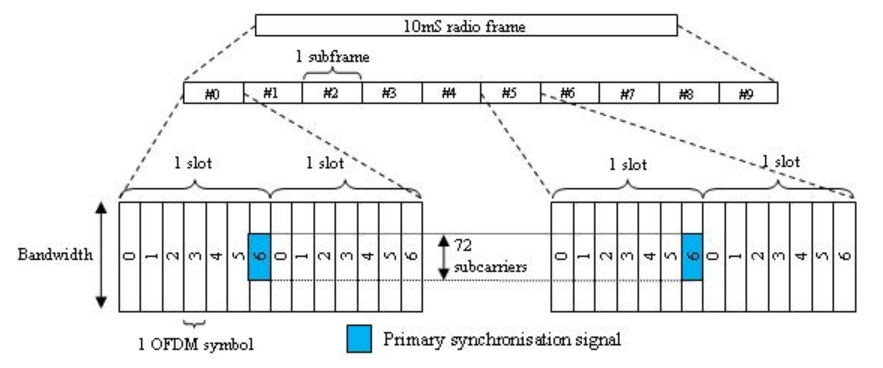 10mS radio frame
1 subframe
#0 #1 #2 #3 #4 #5 #6 #7 #8 #9
1 slot 1 slot 1 slot 1 slot
Bandwidth
0 1 2 3 4 5 6 0 1 2 3 4 5 6
72
subcarriers
0 1 2 3 4 5 6 0 1 2 3 4 5 6
1 OFDM symbol
Primary synchronisation signal